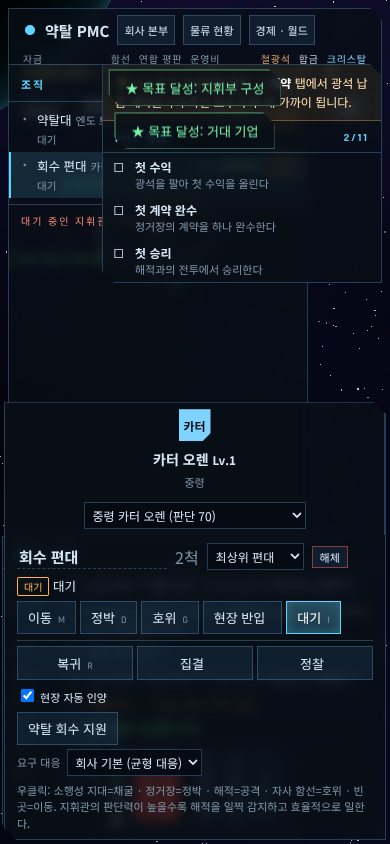 약탈 PMC 회사 본부 물류 현황 경제 · 월드
자금 함선 연합 평판 운영비 철광석 합금 크리스탈
조직
약 탭에서 광석 납
★ 목표 달성: 지휘부 구성
가까이 됩니다.
약탈대 엔도
대기
★ 목표 달성: 거대 기업
2/11
회수 편대
대기
대기 중인 지휘관
☐ 첫 수익
광석을 팔아 첫 수익을 올린다
☐ 첫 계약 완수
정거장의 계약을 하나 완수한다
☐ 첫 승리
해적과의 전투에서 승리한다
카터
카터 오렌 Lv.1
중령
중령 카터 오렌 (판단 70)
회수 편대 2척 최상위 편대 해체
대기 대기
이동 M 정박 D 호위 G 현장 반입 대기 I
복귀 R 집결 정찰
현장 자동 인양
약탈 회수 지원
요구 대응 회사 기본 (균형 대응)
우클릭: 소행성 지대=채굴 · 정거장=정박 · 해적=공격 · 자사 함선=호위 · 빈
곳=이동. 지휘관의 판단력이 높을수록 해적을 일찍 감지하고 효율적으로 일한
다.